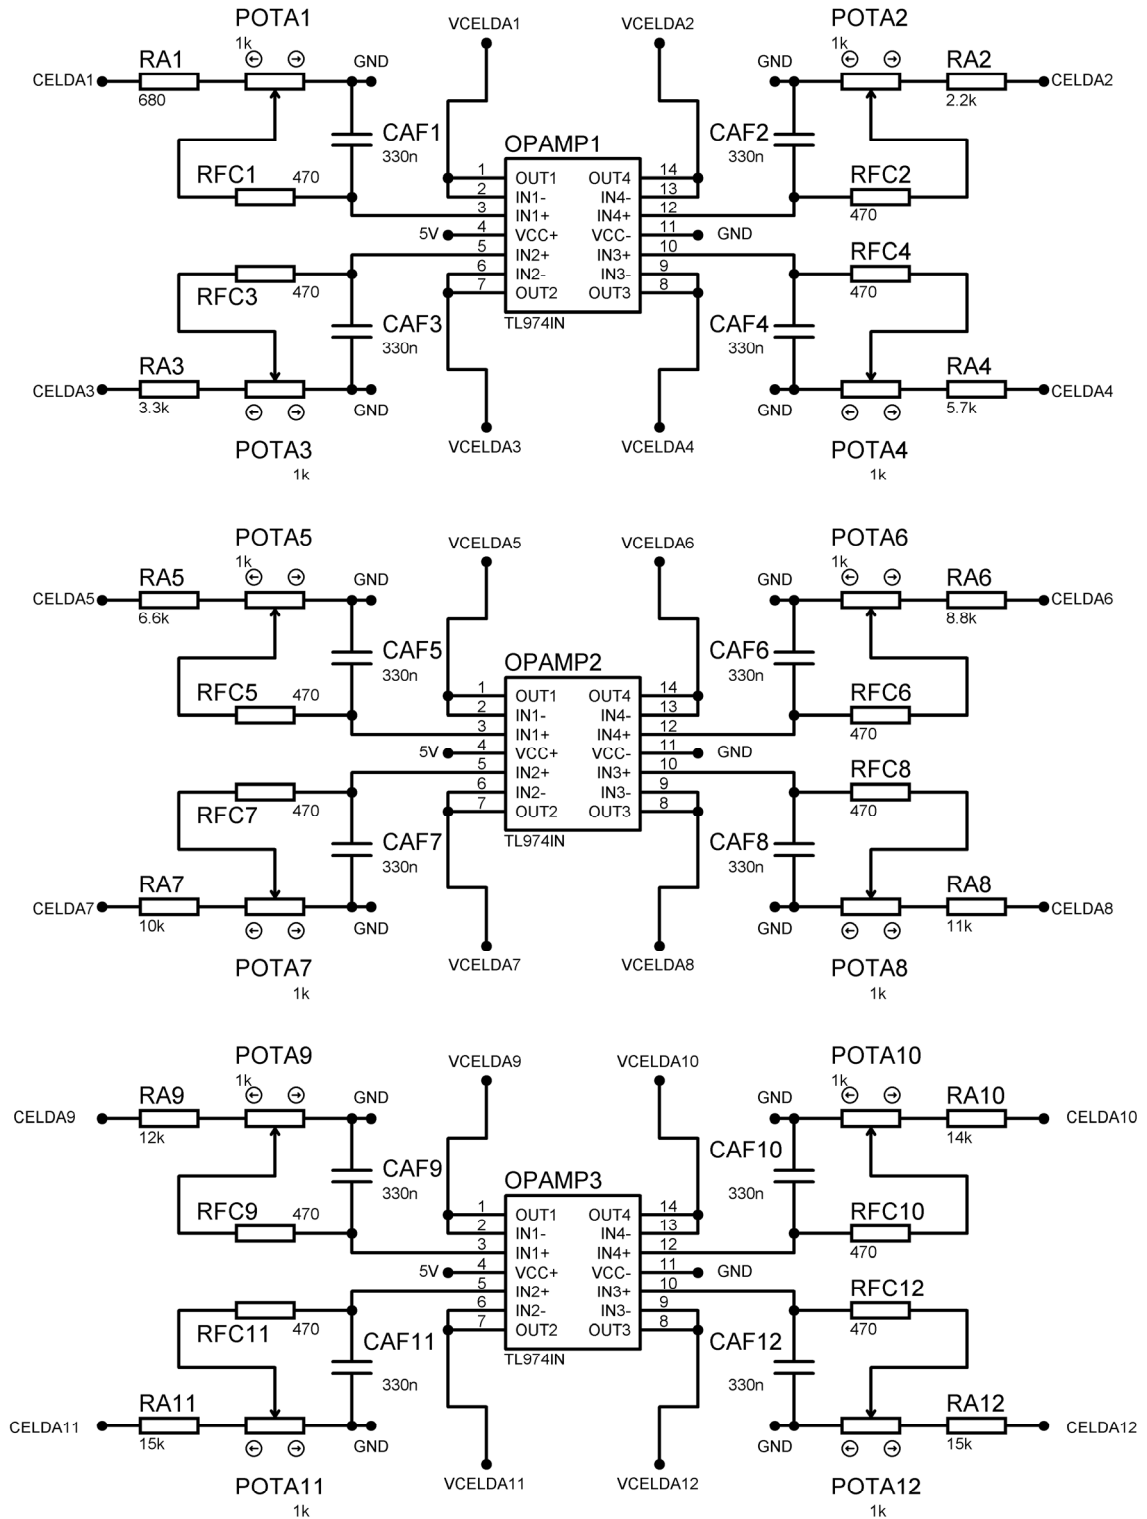 POTA1
1k
RA1
680
CELDA1
GND
CAF1
330n
RFC1
470
VCELDA1
VCELDA2
POTA2
1k
RA2
2.2k
CELDA2
GND
CAF2
330n
RFC2
470
OPAMP1
1 OUT1 OUT4 14
2 IN1- IN4- 13
3 IN1+ IN4+ 12
5V 4 VCC+ VCC- 11 GND
5 IN2+ IN3+ 10
6 IN2- IN3- 9
7 OUT2 OUT3 8
TL974IN
RFC3
470
CAF3
330n
RA3
3.3k
CELDA3
GND
POTA3
1k
VCELDA3
VCELDA4
RFC4
470
CAF4
330n
RA4
5.7k
CELDA4
GND
POTA4
1k
POTA5
1k
RA5
6.6k
CELDA5
GND
CAF5
330n
RFC5
470
VCELDA5
VCELDA6
POTA6
1k
RA6
8.8k
CELDA6
GND
CAF6
330n
RFC6
470
OPAMP2
1 OUT1 OUT4 14
2 IN1- IN4- 13
3 IN1+ IN4+ 12
5V 4 VCC+ VCC- 11 GND
5 IN2+ IN3+ 10
6 IN2- IN3- 9
7 OUT2 OUT3 8
TL974IN
RFC7
470
CAF7
330n
RA7
10k
CELDA7
GND
POTA7
1k
VCELDA7
VCELDA8
RFC8
470
CAF8
330n
RA8
11k
CELDA8
GND
POTA8
1k
POTA9
1k
RA9
12k
CELDA9
GND
CAF9
330n
RFC9
470
VCELDA9
VCELDA10
POTA10
1k
RA10
14k
CELDA10
GND
CAF10
330n
RFC10
470
OPAMP3
1 OUT1 OUT4 14
2 IN1- IN4- 13
3 IN1+ IN4+ 12
5V 4 VCC+ VCC- 11 GND
5 IN2+ IN3+ 10
6 IN2- IN3- 9
7 OUT2 OUT3 8
TL974IN
RFC11
470
CAF11
330n
RA11
15k
CELDA11
GND
POTA11
1k
VCELDA11
VCELDA12
RFC12
470
CAF12
330n
RA12
15k
CELDA12
GND
POTA12
1k